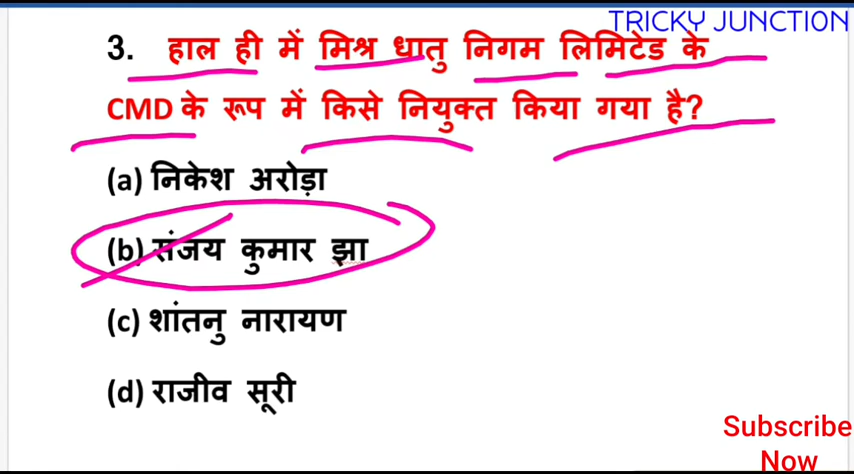 TRICKY JUNCTION
3. हाल ही में मिश्र धातु निगम लिमिटेड के
CMD के रूप में किसे नियुक्त किया गया है?
(a) निकेश अरोड़ा
(b) संजय कुमार झा
(c) शांतनु नारायण
(d) राजीव सूरी
Subscribe
Now